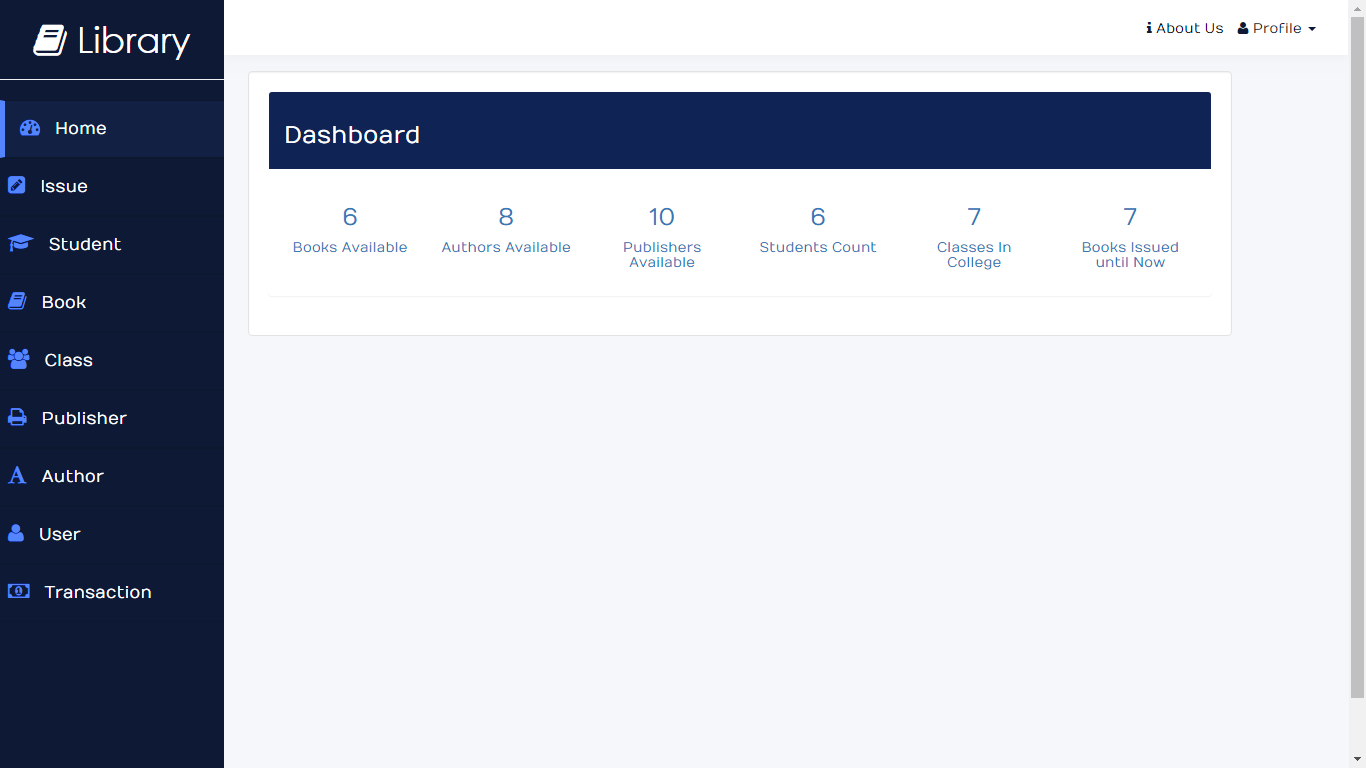 Library
About Us Profile
Home
Issue
Student
Book
Class
Publisher
Author
User
Transaction
Dashboard
6
Books Available
8
Authors Available
10
Publishers
Available
6
Students Count
7
Classes In
College
7
Books Issued
until Now